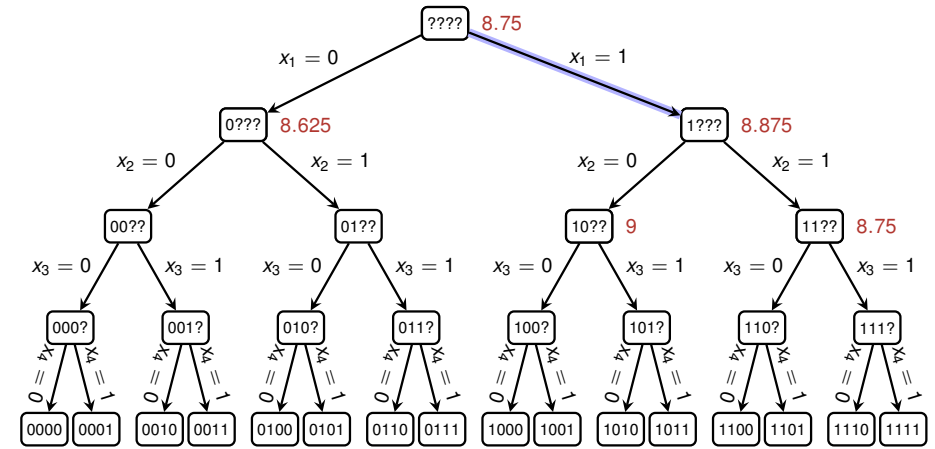 ???? 8.75
x₁ = 0 x₁ = 1
0??? 8.625 1??? 8.875
x₂ = 0 x₂ = 1 x₂ = 0 x₂ = 1
00?? 01?? 10?? 9 11?? 8.75
x₃ = 0 x₃ = 1 x₃ = 0 x₃ = 1 x₃ = 0 x₃ = 1 x₃ = 0 x₃ = 1
000? 001? 010? 011? 100? 101? 110? 111?
x₄ = 0 x₄ = 1 x₄ = 0 x₄ = 1 x₄ = 0 x₄ = 1 x₄ = 0 x₄ = 1 x₄ = 0 x₄ = 1 x₄ = 0 x₄ = 1 x₄ = 0 x₄ = 1 x₄ = 0 x₄ = 1
0000 0001 0010 0011 0100 0101 0110 0111 1000 1001 1010 1011 1100 1101 1110 1111